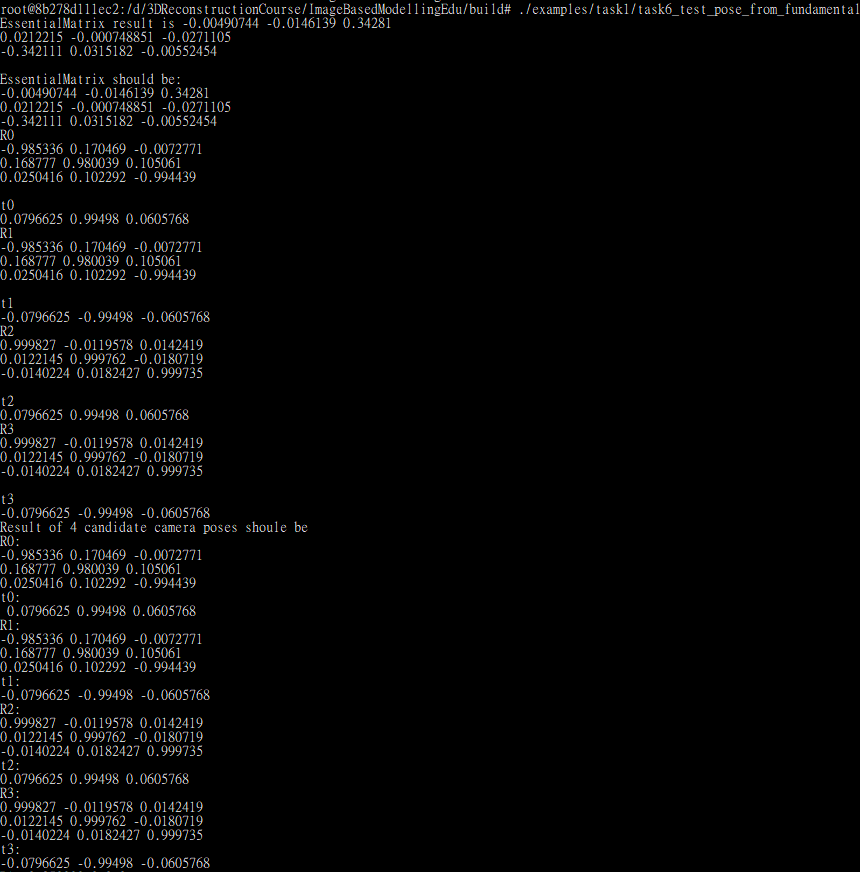 root@8b278d111ec2:/d/3DReconstructionCourse/ImageBasedModellingEdu/build# ./examples/task1/task6_test_pose_from_fundamental
EssentialMatrix result is -0.00490744 -0.0146139 0.34281
0.0212215 -0.000748851 -0.0271105
-0.342111 0.0315182 -0.00552454
EssentialMatrix should be:
-0.00490744 -0.0146139 0.34281
0.0212215 -0.000748851 -0.0271105
-0.342111 0.0315182 -0.00552454
R0
-0.985336 0.170469 -0.0072771
0.168777 0.980039 0.105061
0.0250416 0.102292 -0.994439
t0
0.0796625 0.99498 0.0605768
R1
-0.985336 0.170469 -0.0072771
0.168777 0.980039 0.105061
0.0250416 0.102292 -0.994439
t1
-0.0796625 -0.99498 -0.0605768
R2
0.999827 -0.0119578 0.0142419
0.0122145 0.999762 -0.0180719
-0.0140224 0.0182427 0.999735
t2
0.0796625 0.99498 0.0605768
R3
0.999827 -0.0119578 0.0142419
0.0122145 0.999762 -0.0180719
-0.0140224 0.0182427 0.999735
t3
-0.0796625 -0.99498 -0.0605768
Result of 4 candidate camera poses shoule be
R0:
-0.985336 0.170469 -0.0072771
0.168777 0.980039 0.105061
0.0250416 0.102292 -0.994439
t0:
0.0796625 0.99498 0.0605768
R1:
-0.985336 0.170469 -0.0072771
0.168777 0.980039 0.105061
0.0250416 0.102292 -0.994439
t1:
-0.0796625 -0.99498 -0.0605768
R2:
0.999827 -0.0119578 0.0142419
0.0122145 0.999762 -0.0180719
-0.0140224 0.0182427 0.999735
t2:
0.0796625 0.99498 0.0605768
R3:
0.999827 -0.0119578 0.0142419
0.0122145 0.999762 -0.0180719
-0.0140224 0.0182427 0.999735
t3:
-0.0796625 -0.99498 -0.0605768